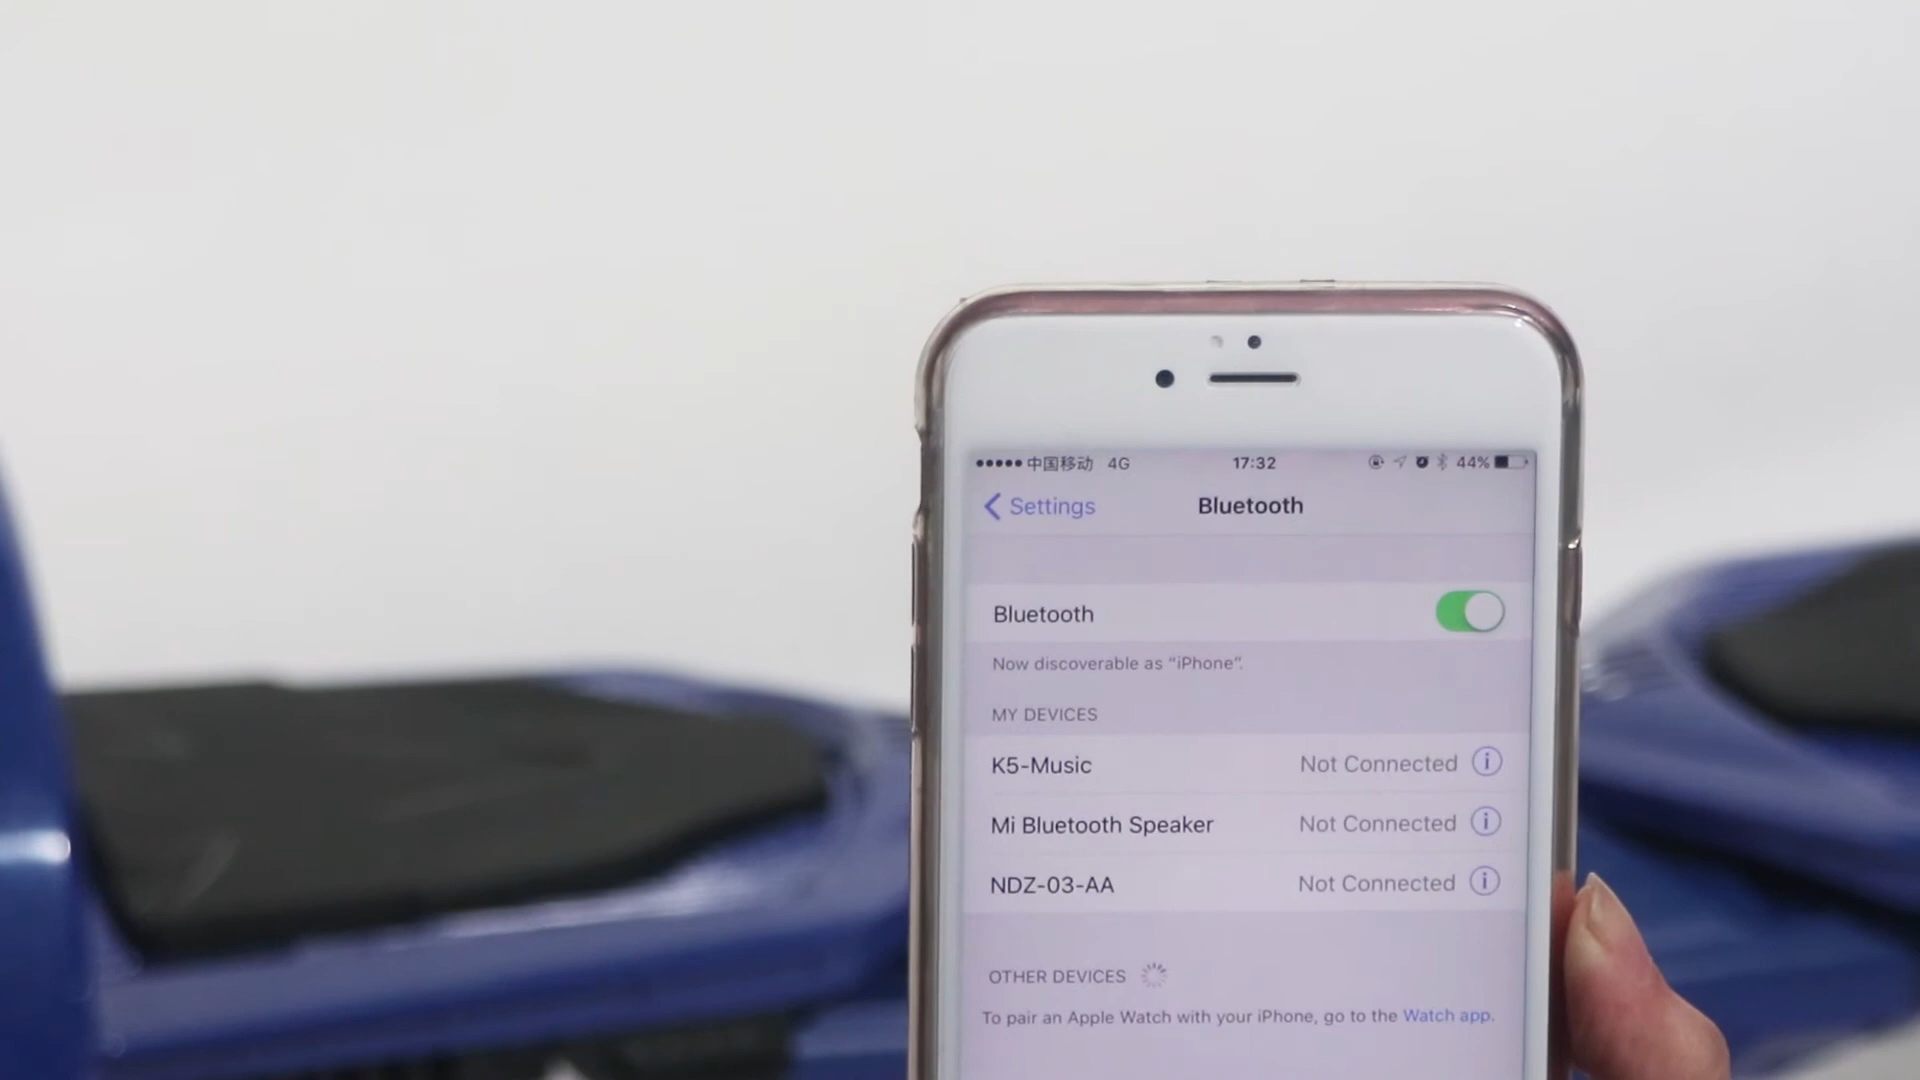 中国移动 4G 17:32 44%
Settings Bluetooth
Bluetooth
Now discoverable as “iPhone”.
MY DEVICES
K5-Music Not Connected
Mi Bluetooth Speaker Not Connected
NDZ-03-AA Not Connected
OTHER DEVICES
To pair an Apple Watch with your iPhone, go to the Watch app.